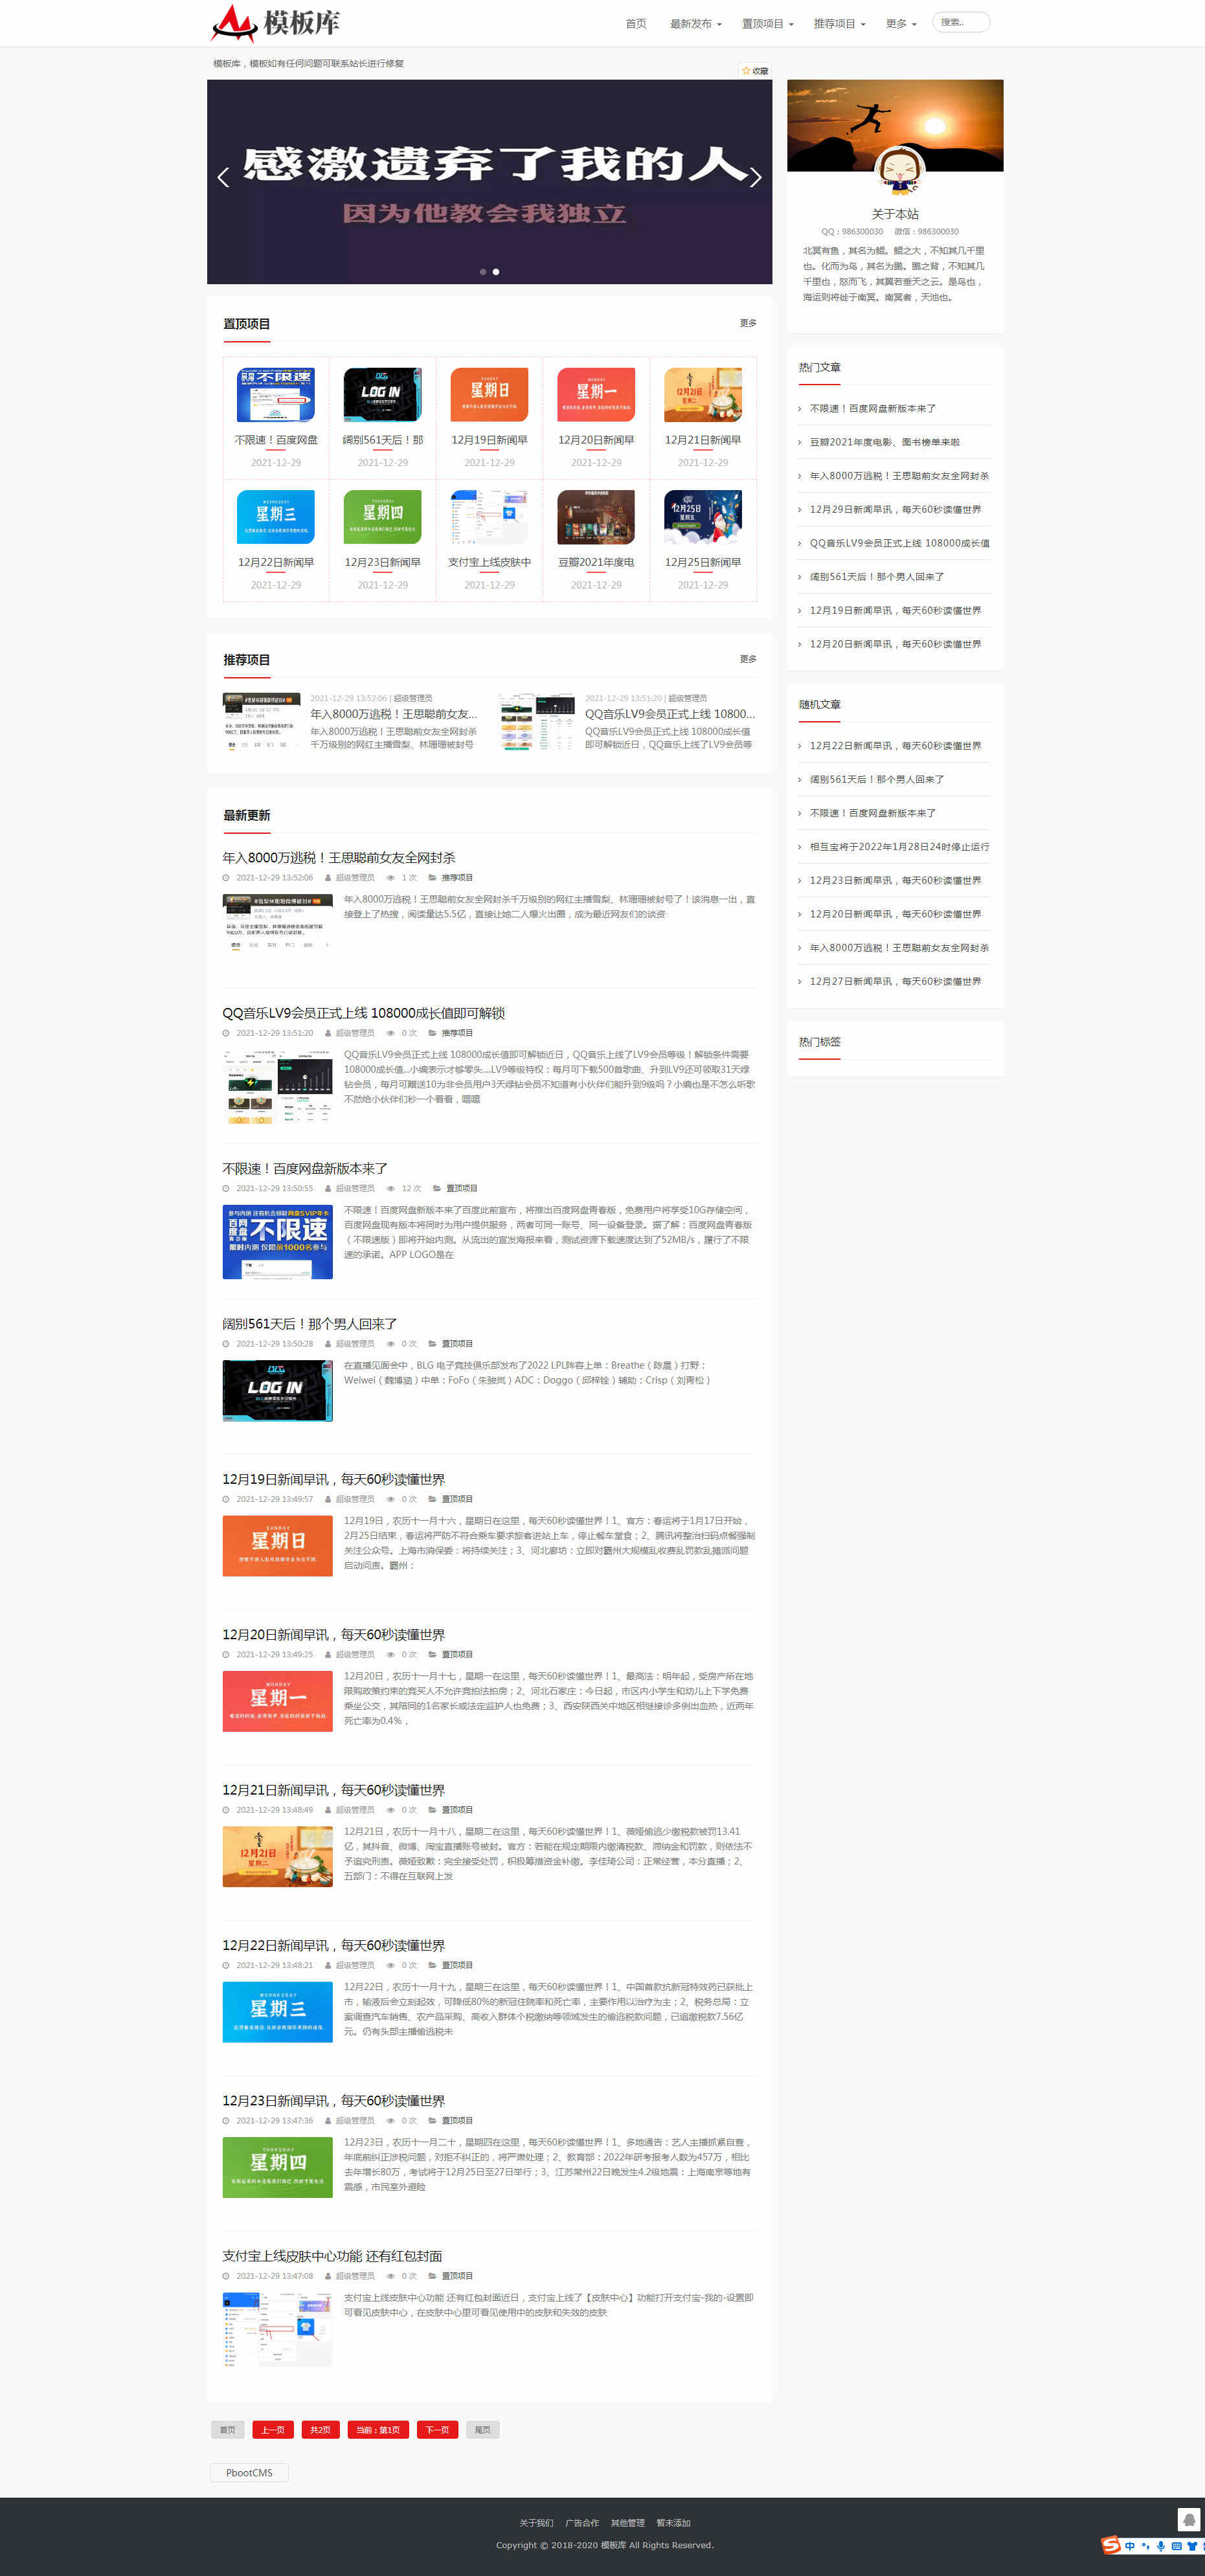 模板库
首页 最新发布 置顶项目 推荐项目 更多 搜索..
模板库，模板如有任何问题可联系站长进行修复
收藏
感激遗弃了我的人
因为他教会我独立
关于本站
QQ：986300030 微信：986300030
北冥有鱼，其名为鲲。鲲之大，不知其几千里
也。化而为鸟，其名为鹏。鹏之背，不知其几
千里也，怒而飞，其翼若垂天之云。是鸟也，
海运则将徙于南冥。南冥者，天池也。
置顶项目 更多
不限速！百度网盘
2021-12-29
LOG IN
阔别561天后！那
2021-12-29
星期日
12月19日新闻早
2021-12-29
星期一
12月20日新闻早
2021-12-29
12月21日
12月21日新闻早
2021-12-29
星期三
12月22日新闻早
2021-12-29
星期四
12月23日新闻早
2021-12-29
支付宝上线皮肤中
2021-12-29
豆瓣2021年度电
2021-12-29
12月25日
星期五
12月25日新闻早
2021-12-29
推荐项目 更多
2021-12-29 13:52:06 | 超级管理员
年入8000万逃税！王思聪前女友...
年入8000万逃税！王思聪前女友全网封杀
千万级别的网红主播雪梨、林珊珊被封号
2021-12-29 13:51:20 | 超级管理员
QQ音乐LV9会员正式上线 10800...
QQ音乐LV9会员正式上线 108000成长值
即可解锁近日，QQ音乐上线了LV9会员等
热门文章
不限速！百度网盘新版本来了
豆瓣2021年度电影、图书榜单来啦
年入8000万逃税！王思聪前女友全网封杀
12月29日新闻早讯，每天60秒读懂世界
QQ音乐LV9会员正式上线 108000成长值
阔别561天后！那个男人回来了
12月19日新闻早讯，每天60秒读懂世界
12月20日新闻早讯，每天60秒读懂世界
随机文章
12月22日新闻早讯，每天60秒读懂世界
阔别561天后！那个男人回来了
不限速！百度网盘新版本来了
相互宝将于2022年1月28日24时停止运行
12月23日新闻早讯，每天60秒读懂世界
12月20日新闻早讯，每天60秒读懂世界
年入8000万逃税！王思聪前女友全网封杀
12月27日新闻早讯，每天60秒读懂世界
热门标签
最新更新
年入8000万逃税！王思聪前女友全网封杀
2021-12-29 13:52:06 超级管理员 1 次 推荐项目
年入8000万逃税！王思聪前女友全网封杀千万级别的网红主播雪梨、林珊珊被封号了！该消息一出，直
接登上了热搜，阅读量达5.5亿，直接让她二人爆火出圈，成为最近网友们的谈资
QQ音乐LV9会员正式上线 108000成长值即可解锁
2021-12-29 13:51:20 超级管理员 0 次 推荐项目
QQ音乐LV9会员正式上线 108000成长值即可解锁近日，QQ音乐上线了LV9会员等级！解锁条件需要
108000成长值...小编表示才够零头....LV9等级特权：每月可下载500首歌曲、升到LV9还可领取31天绿
钻会员，每月可赠送10为非会员用户3天绿钻会员不知道有小伙伴们能升到9级吗？小编也是不怎么听歌
不然给小伙伴们秒一个看看，嘻嘻
不限速！百度网盘新版本来了
2021-12-29 13:50:55 超级管理员 12 次 置顶项目
参与内测 还有机会领取网盘SVIP年卡
百度网盘 不限速
限时内测 仅限前1000名参与
不限速！百度网盘新版本来了百度此前宣布，将推出百度网盘青春版，免费用户将享受10G存储空间，
百度网盘现有版本将同时为用户提供服务，两者可同一账号、同一设备登录。据了解：百度网盘青春版
（不限速版）即将开始内测。从流出的宣发海报来看，测试资源下载速度达到了52MB/s，履行了不限
速的承诺。APP LOGO是在
阔别561天后！那个男人回来了
2021-12-29 13:50:28 超级管理员 0 次 置顶项目
LOG IN
在直播见面会中，BLG 电子竞技俱乐部发布了2022 LPL阵容上单：Breathe（陈晨）打野：
Weiwei（魏博涵）中单：FoFo（朱骏岚）ADC：Doggo（邱梓铨）辅助：Crisp（刘青松）
12月19日新闻早讯，每天60秒读懂世界
2021-12-29 13:49:57 超级管理员 0 次 置顶项目
SUNDAY
星期日
12月19日，农历十一月十六，星期日在这里，每天60秒读懂世界！1、官方：春运将于1月17日开始，
2月25日结束，春运将严防不符合乘车要求旅客进站上车，停止餐车堂食；2、腾讯将整治扫码点餐强制
关注公众号。上海市消保委：将持续关注；3、河北廊坊：立即对霸州大规模乱收费乱罚款乱摊派问题
启动问责。霸州：
12月20日新闻早讯，每天60秒读懂世界
2021-12-29 13:49:25 超级管理员 0 次 置顶项目
MONDAY
星期一
12月20日，农历十一月十七，星期一在这里，每天60秒读懂世界！1、最高法：明年起，受房产所在地
限购政策约束的竞买人不允许竞拍法拍房；2、河北石家庄：今日起，市区内小学生和幼儿上下学免费
乘坐公交，其陪同的1名家长或法定监护人也免费；3、西安陕西关中地区相继接诊多例出血热，近两年
死亡率为0.4%，
12月21日新闻早讯，每天60秒读懂世界
2021-12-29 13:48:49 超级管理员 0 次 置顶项目
12月21日
星期二
12月21日，农历十一月十八，星期二在这里，每天60秒读懂世界！1、薇娅偷逃少缴税款被罚13.41
亿，其抖音、微博、淘宝直播账号被封。官方：若能在规定期限内缴清税款、滞纳金和罚款，则依法不
予追究刑责。薇娅致歉：完全接受处罚，积极筹措资金补缴。李佳琦公司：正常经营，本分直播；2、
五部门：不得在互联网上发
12月22日新闻早讯，每天60秒读懂世界
2021-12-29 13:48:21 超级管理员 0 次 置顶项目
WEDNESDAY
星期三
12月22日，农历十一月十九，星期三在这里，每天60秒读懂世界！1、中国首款抗新冠特效药已获批上
市，输液后会立刻起效，可降低80%的新冠住院率和死亡率，主要作用以治疗为主；2、税务总局：立
案调查汽车销售、农产品采购、高收入群体个税缴纳等领域发生的偷逃税款问题，已追缴税款7.56亿
元。仍有头部主播偷逃税未
12月23日新闻早讯，每天60秒读懂世界
2021-12-29 13:47:36 超级管理员 0 次 置顶项目
THURSDAY
星期四
12月23日，农历十一月二十，星期四在这里，每天60秒读懂世界！1、多地通告：艺人主播抓紧自查，
年底前纠正涉税问题，对拒不纠正的，将严肃处理；2、教育部：2022年研考报考人数为457万，相比
去年增长80万，考试将于12月25日至27日举行；3、江苏常州22日晚发生4.2级地震：上海南京等地有
震感，市民室外避险
支付宝上线皮肤中心功能 还有红包封面
2021-12-29 13:47:08 超级管理员 0 次 置顶项目
支付宝上线皮肤中心功能 还有红包封面近日，支付宝上线了【皮肤中心】功能打开支付宝-我的-设置即
可看见皮肤中心，在皮肤中心里可看见使用中的皮肤和失效的皮肤
首页 上一页 共2页 当前：第1页 下一页 尾页
PbootCMS
关于我们 广告合作 其他管理 暂未添加
Copyright © 2018-2020 模板库 All Rights Reserved.
中